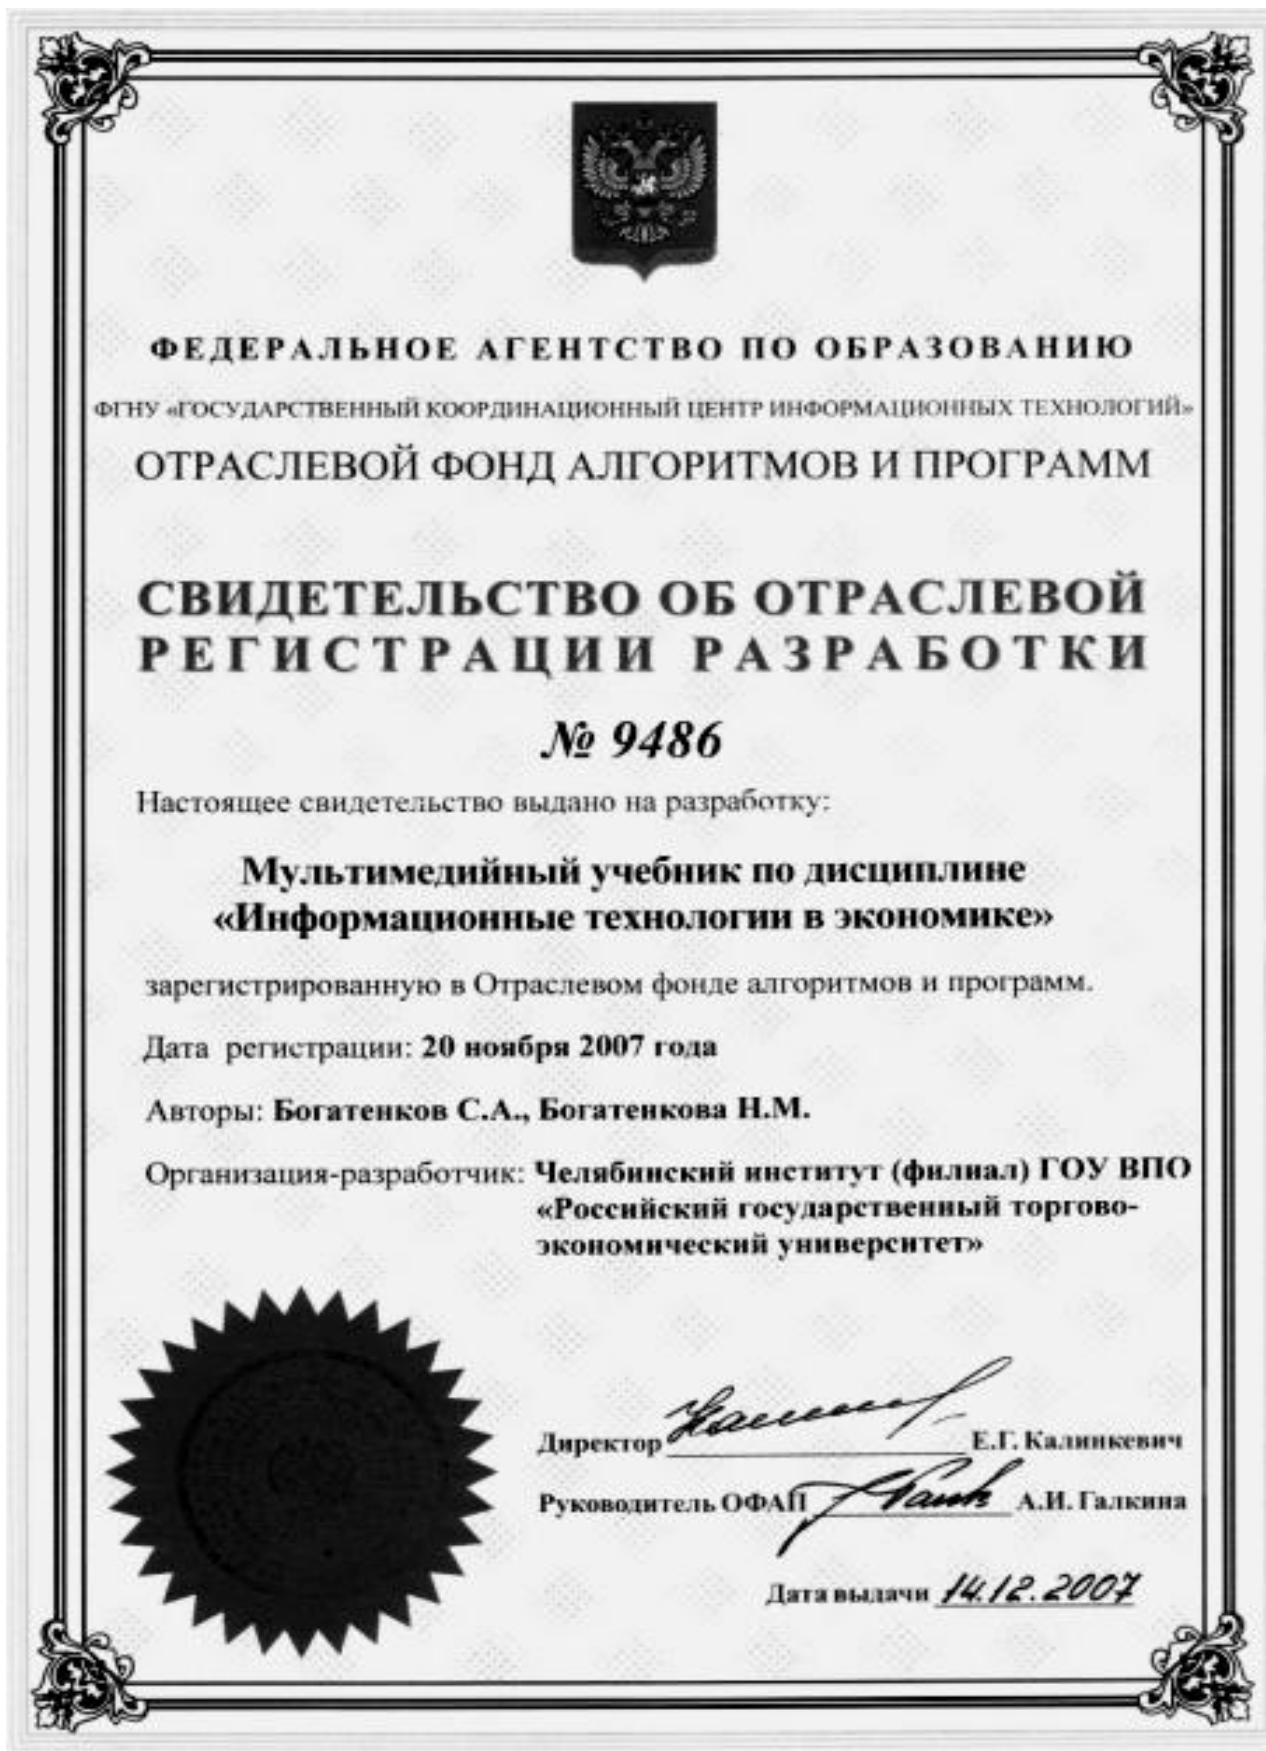 ФЕДЕРАЛЬНОЕ АГЕНТСТВО ПО ОБРАЗОВАНИЮ
ФГНУ «ГОСУДАРСТВЕННЫЙ КООРДИНАЦИОННЫЙ ЦЕНТР ИНФОРМАЦИОННЫХ ТЕХНОЛОГИЙ»
ОТРАСЛЕВОЙ ФОНД АЛГОРИТМОВ И ПРОГРАММ
СВИДЕТЕЛЬСТВО ОБ ОТРАСЛЕВОЙ
РЕГИСТРАЦИИ РАЗРАБОТКИ
№ 9486
Настоящее свидетельство выдано на разработку:
Мультимедийный учебник по дисциплине
«Информационные технологии в экономике»
зарегистрированную в Отраслевом фонде алгоритмов и программ.
Дата регистрации: 20 ноября 2007 года
Авторы: Богатенков С.А., Богатенкова Н.М.
Организация-разработчик: Челябинский институт (филиал) ГОУ ВПО
«Российский государственный торгово-
экономический университет»
Директор Е.Г. Калинкевич
Руководитель ОФАП А.И. Галкина
Дата выдачи 14.12.2007